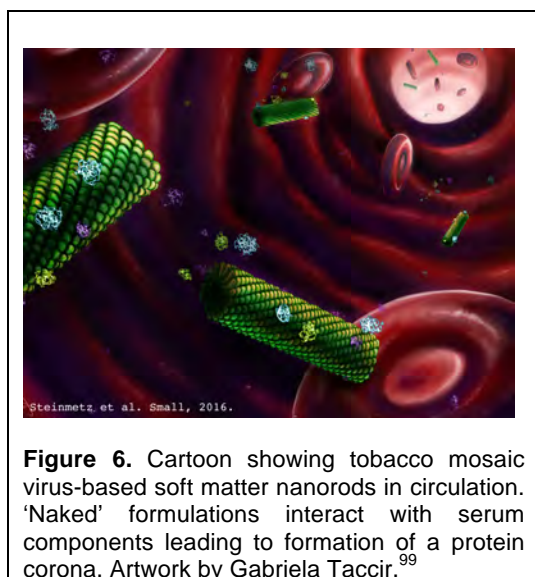 Steinmetz et al. Small, 2016.
Figure 6. Cartoon showing tobacco mosaic
virus-based soft matter nanorods in circulation.
‘Naked’ formulations interact with serum
components leading to formation of a protein
corona. Artwork by Gabriela Taccir.99